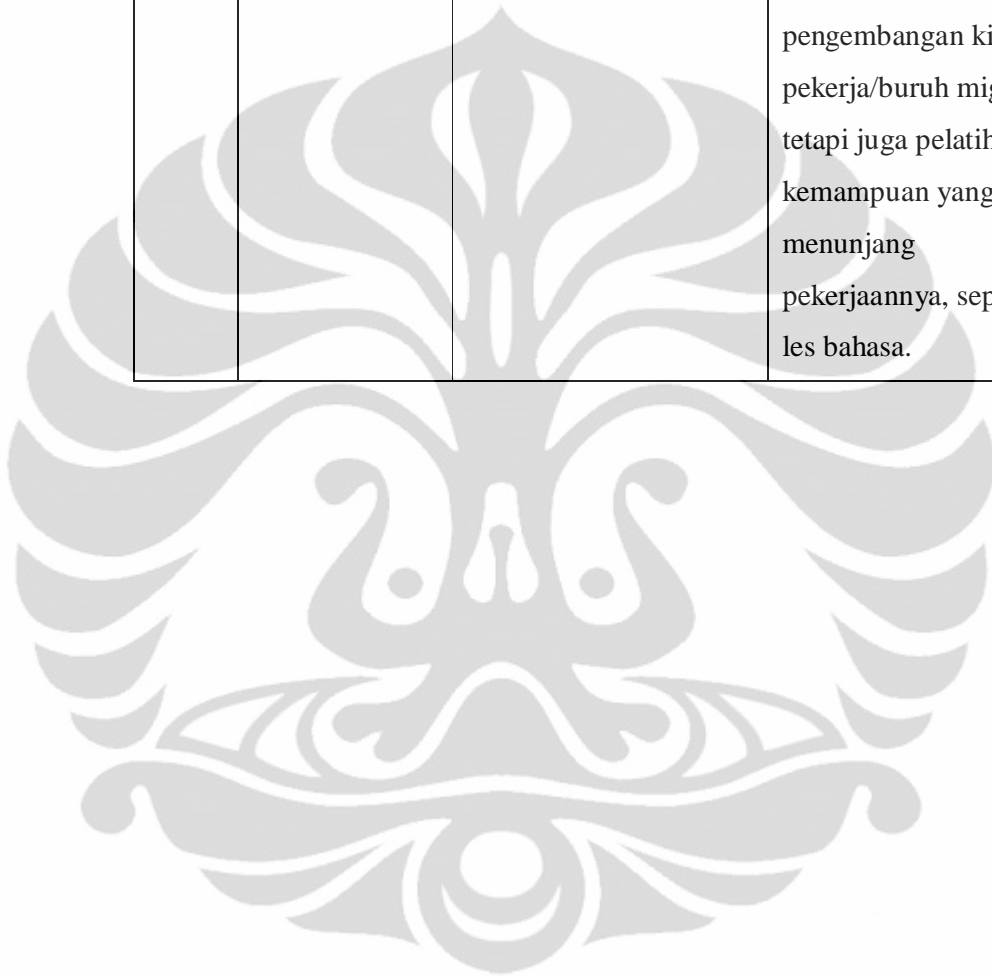 pengembangan ki
pekerja/buruh mig
tetapi juga pelatih
kemampuan yang
menunjang
pekerjaannya, sep
les bahasa.